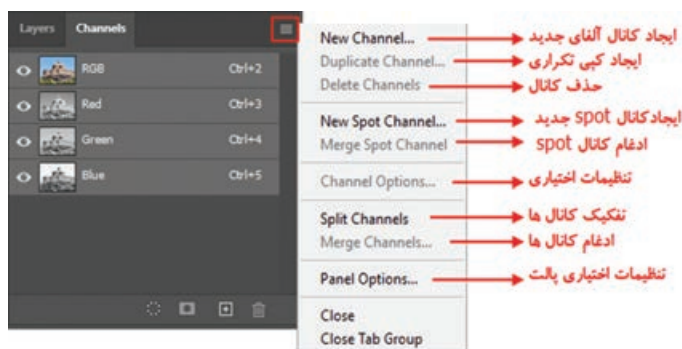 Layers Channels
RGB Ctrl+2
Red Ctrl+3
Green Ctrl+4
Blue Ctrl+5
New Channel... ایجاد کانال آلفای جدید
Duplicate Channel... ایجاد کپی تکراری
Delete Channels حذف کانال
New Spot Channel... ایجادکانال spot جدید
Merge Spot Channel ادغام کانال spot
Channel Options... تنظیمات اختیاری
Split Channels تفکیک کانال ها
Merge Channels... ادغام کانال ها
Panel Options... تنظیمات اختیاری پالت
Close
Close Tab Group